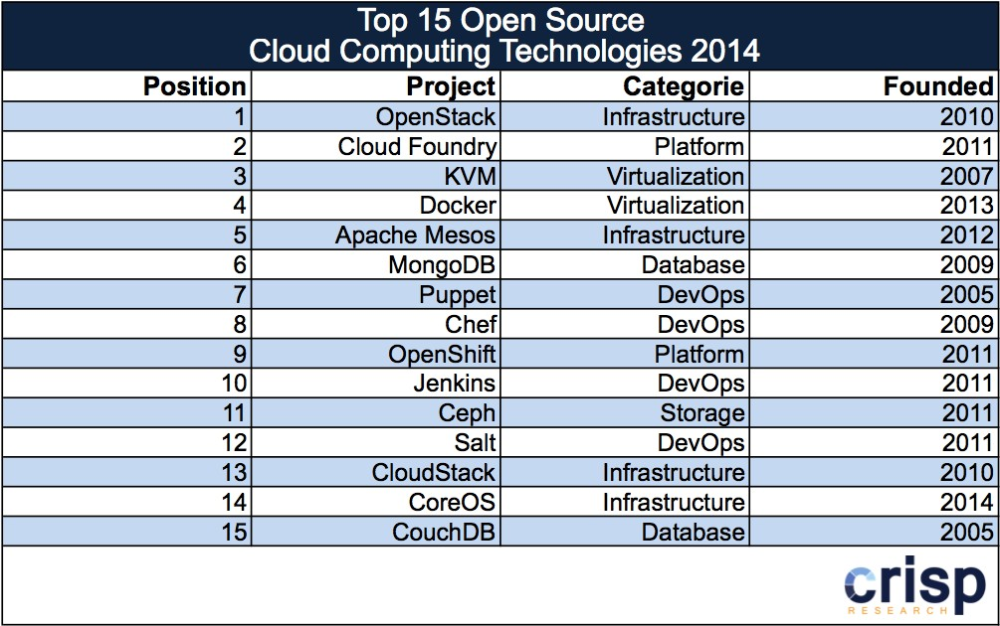 Top 15 Open Source
Cloud Computing Technologies 2014
Position Project Categorie Founded
1 OpenStack Infrastructure 2010
2 Cloud Foundry Platform 2011
3 KVM Virtualization 2007
4 Docker Virtualization 2013
5 Apache Mesos Infrastructure 2012
6 MongoDB Database 2009
7 Puppet DevOps 2005
8 Chef DevOps 2009
9 OpenShift Platform 2011
10 Jenkins DevOps 2011
11 Ceph Storage 2011
12 Salt DevOps 2011
13 CloudStack Infrastructure 2010
14 CoreOS Infrastructure 2014
15 CouchDB Database 2005
crisp
RESEARCH